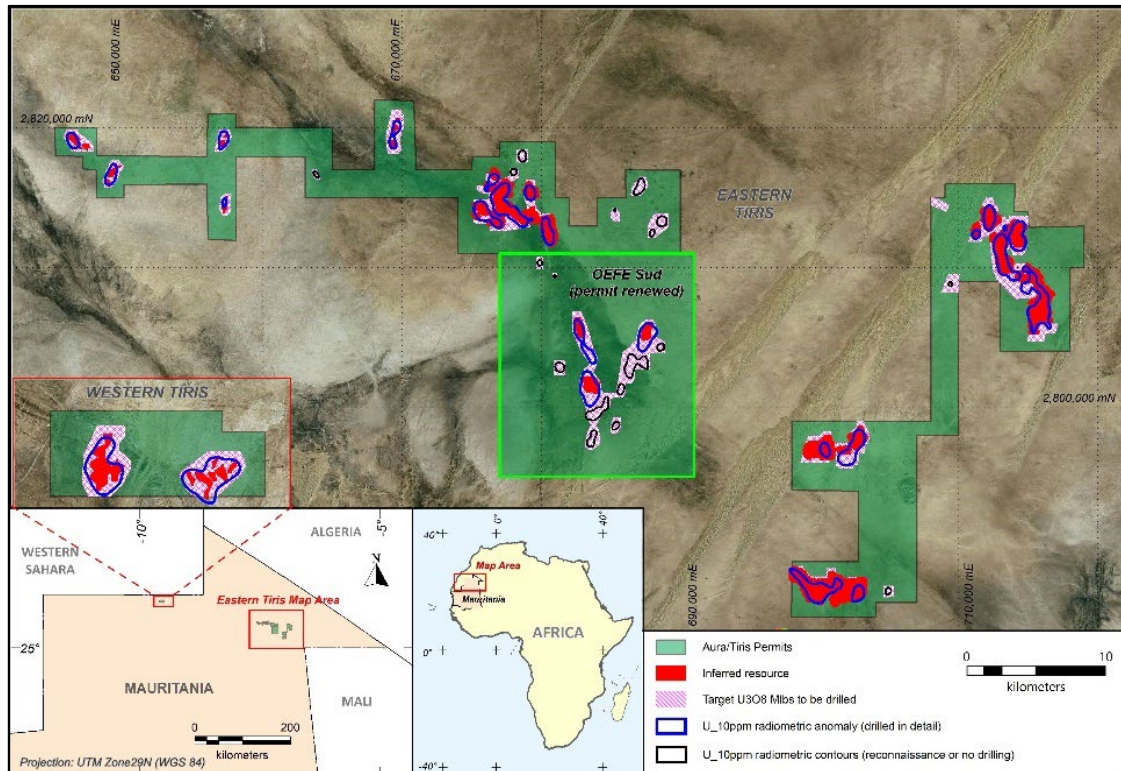 650,000 mE
670,000 mE
2,820,000 mN
EASTERN
TIRIS
OEFE Sud
(permit renewed)
2,800,000 mN
WESTERN TIRIS
690,000 mE
710,000 mE
-10°
-5°
ALGERIA
WESTERN
SAHARA
N
Eastern Tiris Map Area
25°
MAURITANIA
MALI
0 200
kilometers
Projection: UTM Zone29N (WGS 84)
40°
0°
40°
Map Area
Mauritania
AFRICA
0°
-40°
Aura/Tiris Permits
Inferred resource
Target U3O8 Mlbs to be drilled
U_10ppm radiometric anomaly (drilled in detail)
U_10ppm radiometric contours (reconnaissance or no drilling)
0 10
kilometers